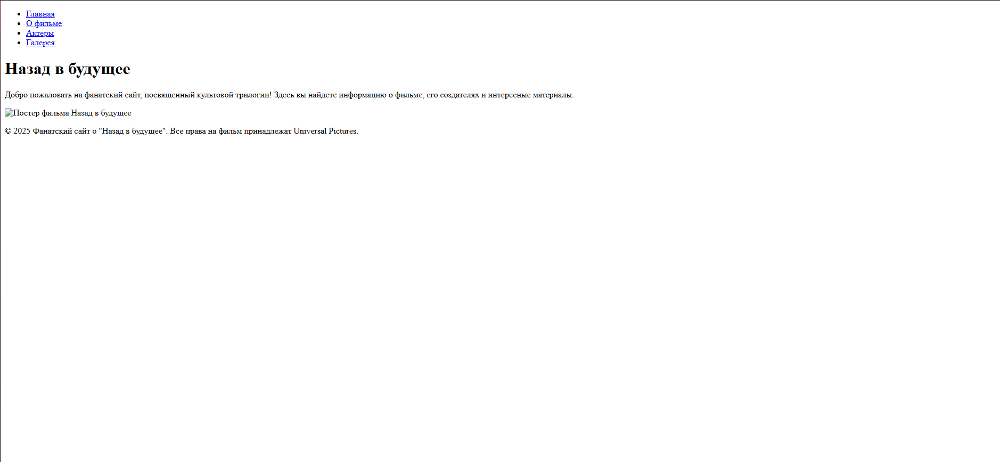 Главная
О фильме
Актеры
Галерея
Назад в будущее
Добро пожаловать на фанатский сайт, посвященный культовой трилогии! Здесь вы найдете информацию о фильме, его создателях и интересные материалы.
Постер фильма Назад в будущее
© 2025 Фанатский сайт о "Назад в будущее". Все права на фильм принадлежат Universal Pictures.